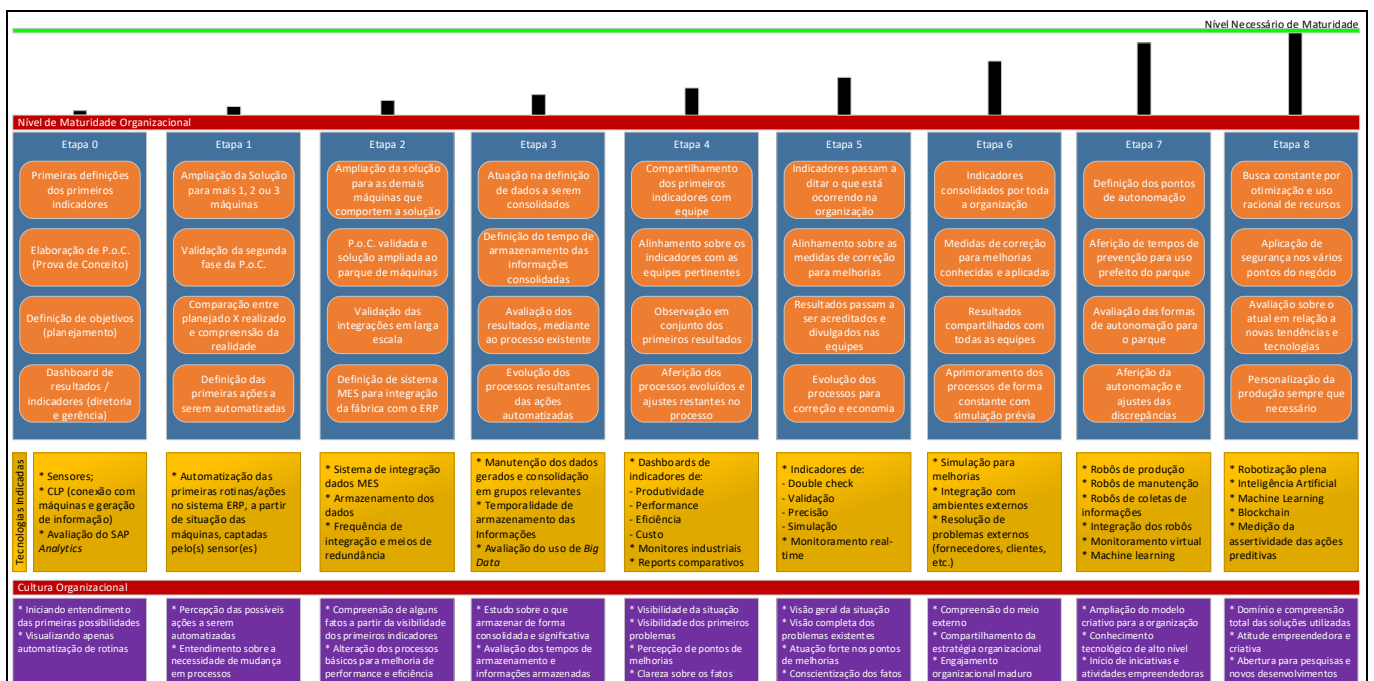 Nível Necessário de Maturidade
Nível de Maturidade Organizacional
Etapa 0
Primeiras definições
dos primeiros
indicadores
Elaboração de P.o.C.
(Prova de Conceito)
Definição de objetivos
(planejamento)
Dashboard de
resultados /
indicadores (diretoria
e gerência)
Etapa 1
Ampliação da Solução
para mais 1, 2 ou 3
máquinas
Validação da segunda
fase da P.o.C.
Comparação entre
planejado X realizado
e compreensão da
realidade
Definição das
primeiras ações a
serem automatizadas
Etapa 2
Ampliação da solução
para as demais
máquinas que
comportem a solução
P.o.C. validada e
solução ampliada ao
parque de máquinas
Validação das
integrações em larga
escala
Definição de sistema
MES para integração
da fábrica com o ERP
Etapa 3
Atuação na definição
de dados a serem
consolidados
Definição do tempo de
armazenamento das
informações
consolidadas
Avaliação dos
resultados, mediante
ao processo existente
Evolução dos
processos resultantes
das ações
automatizadas
Etapa 4
Compartilhamento
dos primeiros
indicadores com
equipe
Alinhamento sobre os
indicadores com as
equipes pertinentes
Observação em
conjunto dos
primeiros resultados
Aferição dos
processos evoluídos e
ajustes restantes no
processo
Etapa 5
Indicadores passam a
ditar o que está
ocorrendo na
organização
Alinhamento sobre as
medidas de correção
para melhorias
Resultados passam a
ser acreditados e
divulgados nas
equipes
Evolução dos
processos para
correção e economia
Etapa 6
Indicadores
consolidados por toda
a organização
Medidas de correção
para melhorias
conhecidas e aplicadas
Resultados
compartilhados com
todas as equipes
Aprimoramento dos
processos de forma
constante com
simulação prévia
Etapa 7
Definição dos pontos
de autonomação
Aferição de tempos de
prevenção para uso
prefeito do parque
Avaliação das formas
de autonomação para
o parque
Aferição da
autonomação e
ajustes das
discrepâncias
Etapa 8
Busca constante por
otimização e uso
racional de recursos
Aplicação de
segurança nos vários
pontos do negócio
Avaliação sobre o
atual em relação a
novas tendências e
tecnologias
Personalização da
produção sempre que
necessário
Tecnologias Indicadas
* Sensores;
* CLP (conexão com
máquinas e geração
de informação)
* Avaliação do SAP
Analytics
* Automatização das
primeiras rotinas/ações
no sistema ERP, a partir
de situação das
máquinas, captadas
pelo(s) sensor(es)
* Sistema de integração
dados MES
* Armazenamento dos
dados
* Frequência de
integração e meios de
redundância
* Manutenção dos dados
gerados e consolidação
em grupos relevantes
* Temporalidade de
armazenamento das
Informações
* Avaliação do uso de Big
Data
* Dashboards de
indicadores de:
- Produtividade
- Performance
- Eficiência
- Custo
* Monitores industriais
* Reports comparativos
* Indicadores de:
- Double check
- Validação
- Precisão
- Simulação
* Monitoramento real-
time
* Simulação para
melhorias
* Integração com
ambientes externos
* Resolução de
problemas externos
(fornecedores, clientes,
etc.)
* Robôs de produção
* Robôs de manutenção
* Robôs de coletas de
informações
* Integração dos robôs
* Monitoramento virtual
* Machine learning
* Robotização plena
* Inteligência Artificial
* Machine Learning
* Blockchain
* Medição da
assertividade das ações
preditivas
Cultura Organizacional
* Iniciando entendimento
das primeiras possibilidades
* Visualizando apenas
automatização de rotinas
* Percepção das possíveis
ações a serem
automatizadas
* Entendimento sobre a
necessidade de mudança
em processos
* Compreensão de alguns
fatos a partir da visibilidade
dos primeiros indicadores
* Alteração dos processos
básicos para melhoria de
performance e eficiência
* Estudo sobre o que
armazenar de forma
consolidada e significativa
* Avaliação dos tempos de
armazenamento e
informações armazenadas
* Visibilidade da situação
* Visibilidade dos primeiros
problemas
* Percepção de pontos de
melhorias
* Clareza sobre os fatos
* Visão geral da situação
* Visão completa dos
problemas existentes
* Atuação forte nos pontos
de melhorias
* Conscientização dos fatos
* Compreensão do meio
externo
* Compartilhamento da
estratégia organizacional
* Engajamento
organizacional maduro
* Ampliação do modelo
criativo para a organização
* Conhecimento
tecnológico de alto nível
* Início de iniciativas e
atividades empreendedoras
* Domínio e compreensão
total das soluções utilizadas
* Atitude empreendedora e
criativa
* Abertura para pesquisas e
novos desenvolvimentos